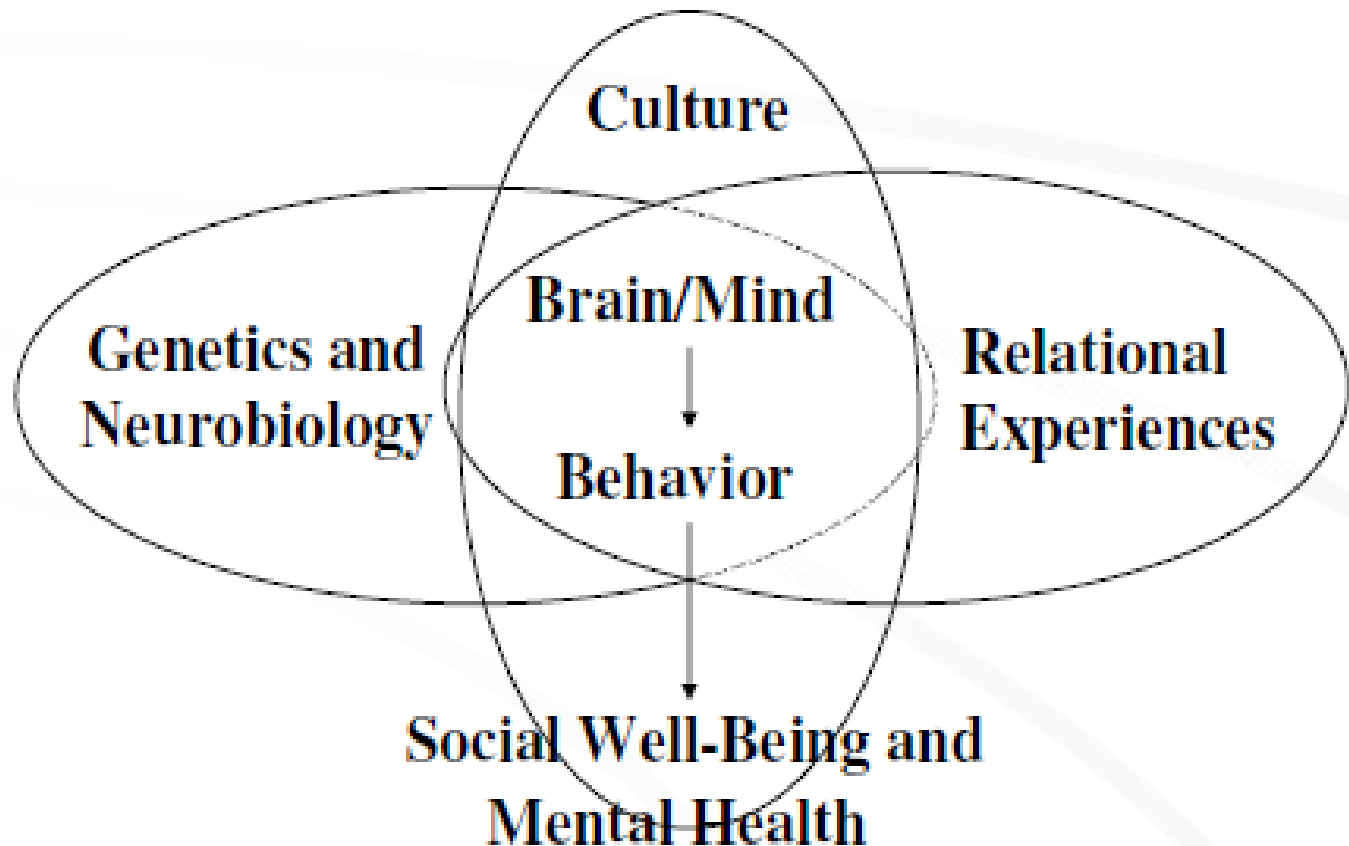 Culture
Brain/Mind
Genetics and
Neurobiology
Relational
Experiences
Behavior
Social Well-Being and
Mental Health